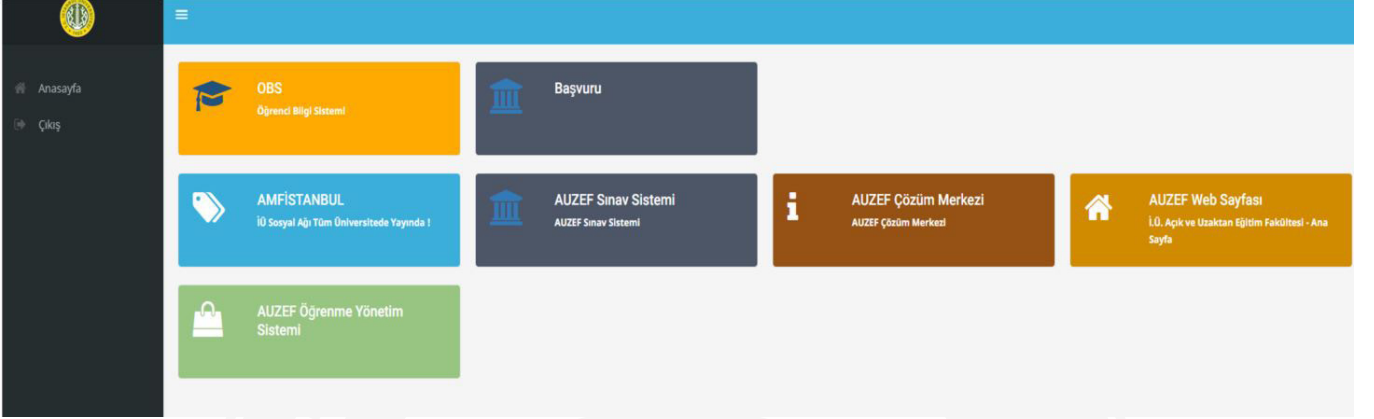 Anasayfa
Çıkış
OBS
Öğrenci Bilgi Sistemi
Başvuru
AMFİSTANBUL
İÜ Sosyal Ağı Tüm Üniversitede Yayında !
AUZEF Sınav Sistemi
AUZEF Sınav Sistemi
AUZEF Çözüm Merkezi
AUZEF Çözüm Merkezi
AUZEF Web Sayfası
İ.Ü. Açık ve Uzaktan Eğitim Fakültesi - Ana
Sayfa
AUZEF Öğrenme Yönetim
Sistemi